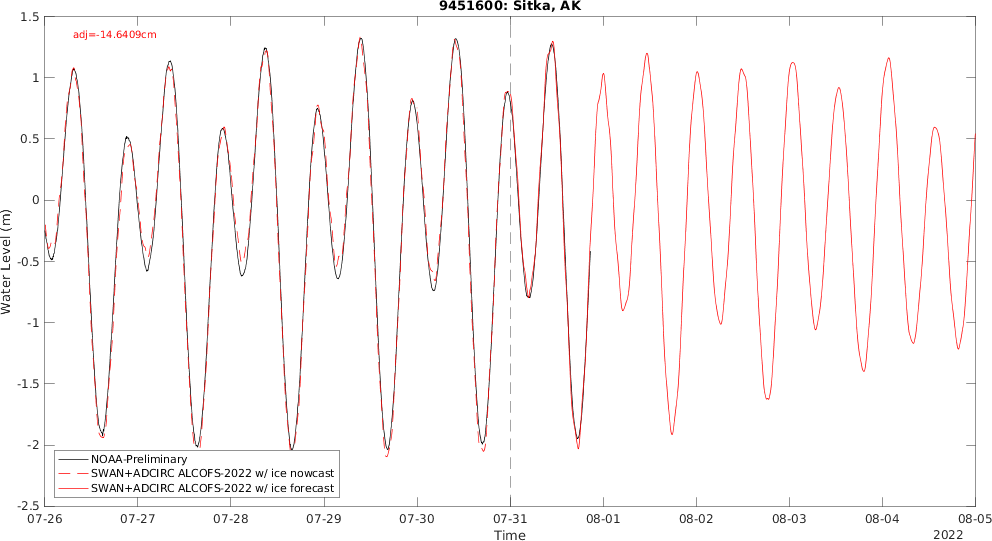 9451600: Sitka, AK
adj=-14.6409cm
1.5
1
0.5
0
-0.5
-1
-1.5
-2
-2.5
Water Level (m)
NOAA-Preliminary
SWAN+ADCIRC ALCOFS-2022 w/ ice nowcast
SWAN+ADCIRC ALCOFS-2022 w/ ice forecast
07-26 07-27 07-28 07-29 07-30 07-31 08-01 08-02 08-03 08-04 08-05
Time
2022